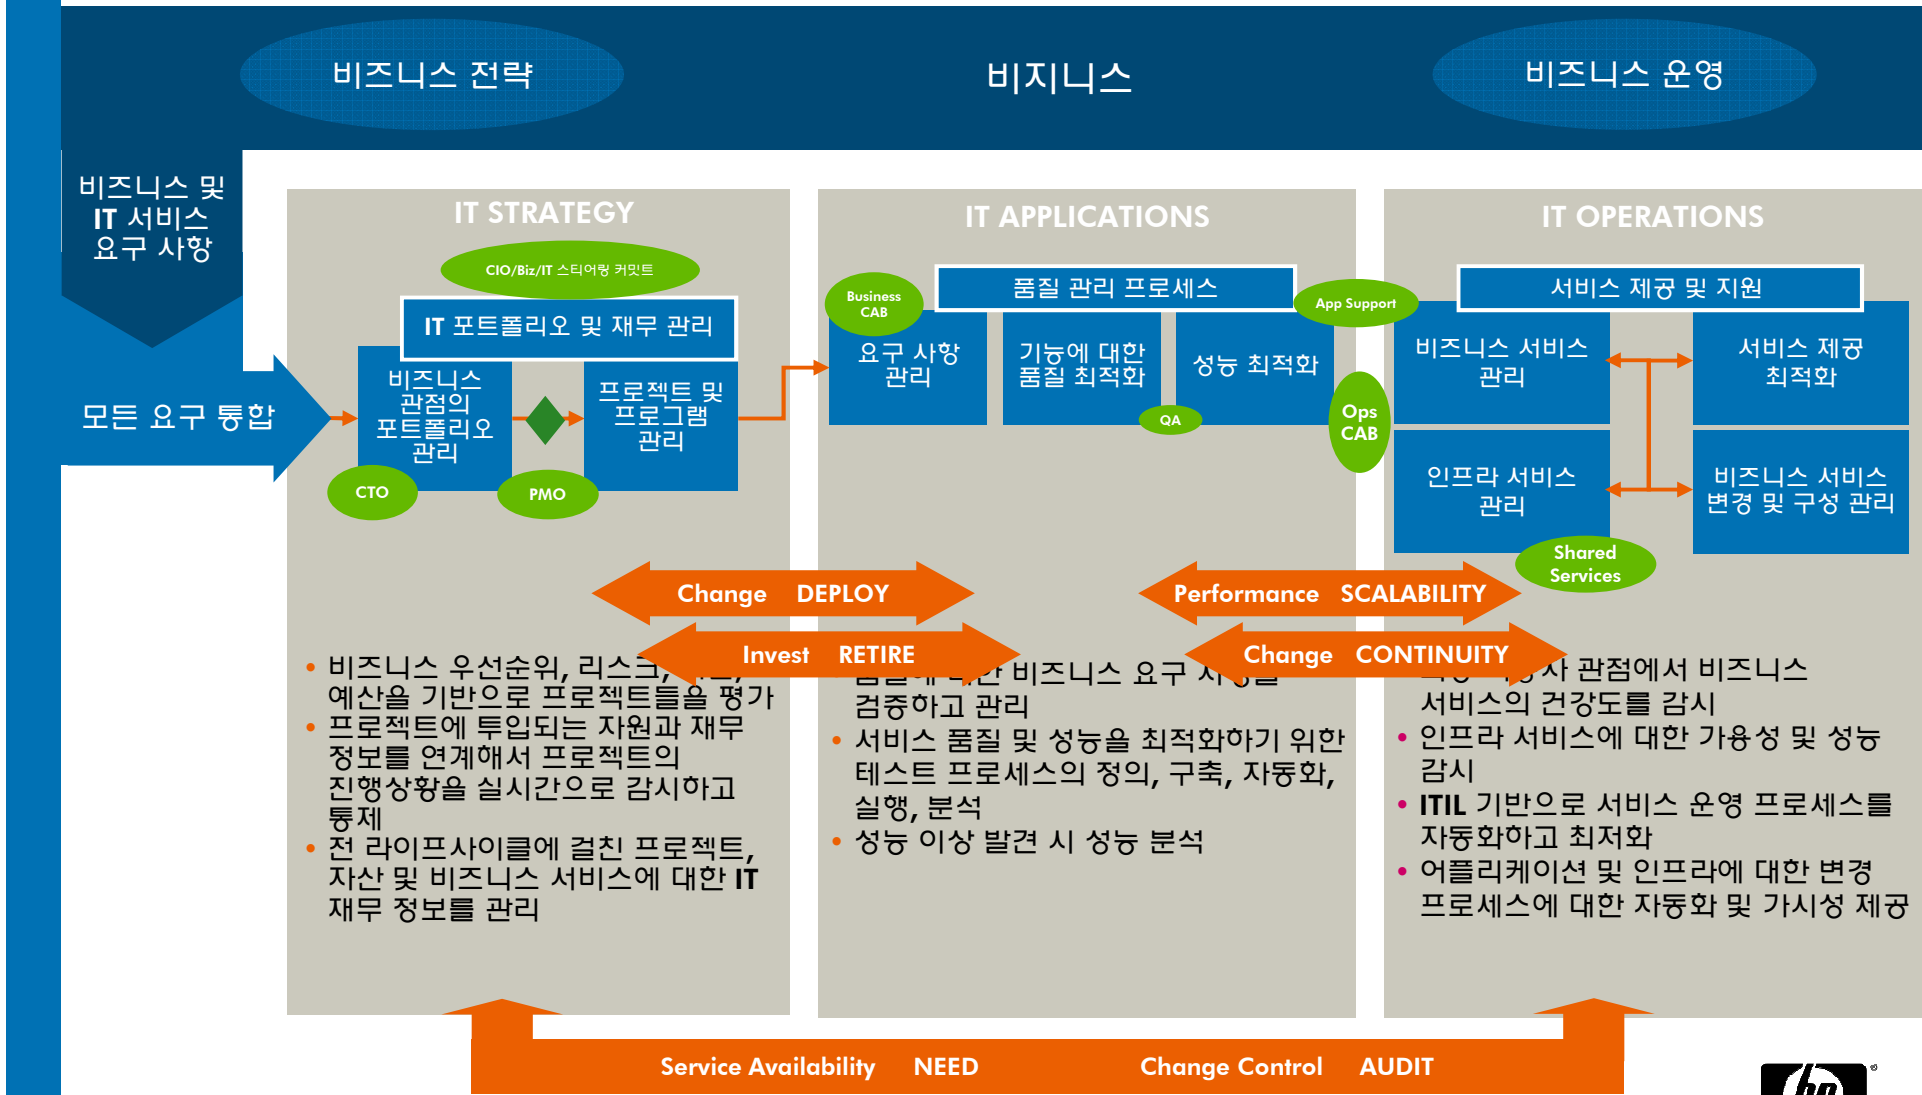 비즈니스 전략
비지니스
비즈니스 운영
비즈니스 및
IT 서비스
요구 사항
모든 요구 통합
IT STRATEGY
CIO/Biz/IT 스티어링 커밋트
IT 포트폴리오 및 재무 관리
비즈니스
관점의
포트폴리오
관리
프로젝트 및
프로그램
관리
CTO
PMO
IT APPLICATIONS
Business
CAB
품질 관리 프로세스
App Support
요구 사항
관리
기능에 대한
품질 최적화
성능 최적화
QA
Ops
CAB
IT OPERATIONS
서비스 제공 및 지원
비즈니스 서비스
관리
서비스 제공
최적화
인프라 서비스
관리
비즈니스 서비스
변경 및 구성 관리
Shared
Services
Change DEPLOY
Performance SCALABILITY
Invest RETIRE
Change CONTINUITY
• 비즈니스 우선순위, 리스크,
예산을 기반으로 프로젝트들을 평가
• 프로젝트에 투입되는 자원과 재무
정보를 연계해서 프로젝트의
진행상황을 실시간으로 감시하고
통제
• 전 라이프사이클에 걸친 프로젝트,
자산 및 비즈니스 서비스에 대한 IT
재무 정보를 관리
비즈니스 요구
검증하고 관리
• 서비스 품질 및 성능을 최적화하기 위한
테스트 프로세스의 정의, 구축, 자동화,
실행, 분석
• 성능 이상 발견 시 성능 분석
관점에서 비즈니스
서비스의 건강도를 감시
• 인프라 서비스에 대한 가용성 및 성능
감시
• ITIL 기반으로 서비스 운영 프로세스를
자동화하고 최저화
• 어플리케이션 및 인프라에 대한 변경
프로세스에 대한 자동화 및 가시성 제공
Service Availability NEED
Change Control AUDIT
hp